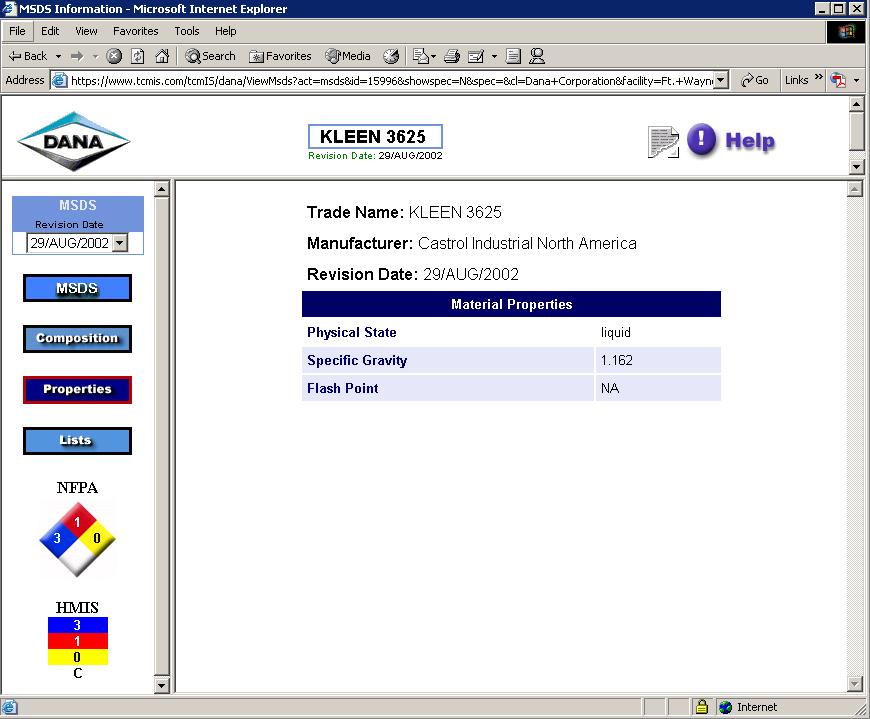 MSDS Information - Microsoft Internet Explorer
File Edit View Favorites Tools Help
Back Search Favorites Media
Address https://www.tcmis.com/tcmIS/dana/ViewMsds?act=msds&id=15996&showspec=N&spec=&cl=Dana+Corporation&facility=Ft.+Wayn Go Links »
DANA
KLEEN 3625
Revision Date: 29/AUG/2002
! Help
MSDS
Revision Date
29/AUG/2002
MSDS
Composition
Properties
Lists
NFPA
1
3 0
HMIS
3
1
0
C
Trade Name: KLEEN 3625
Manufacturer: Castrol Industrial North America
Revision Date: 29/AUG/2002
Material Properties
Physical State liquid
Specific Gravity 1.162
Flash Point NA
Internet